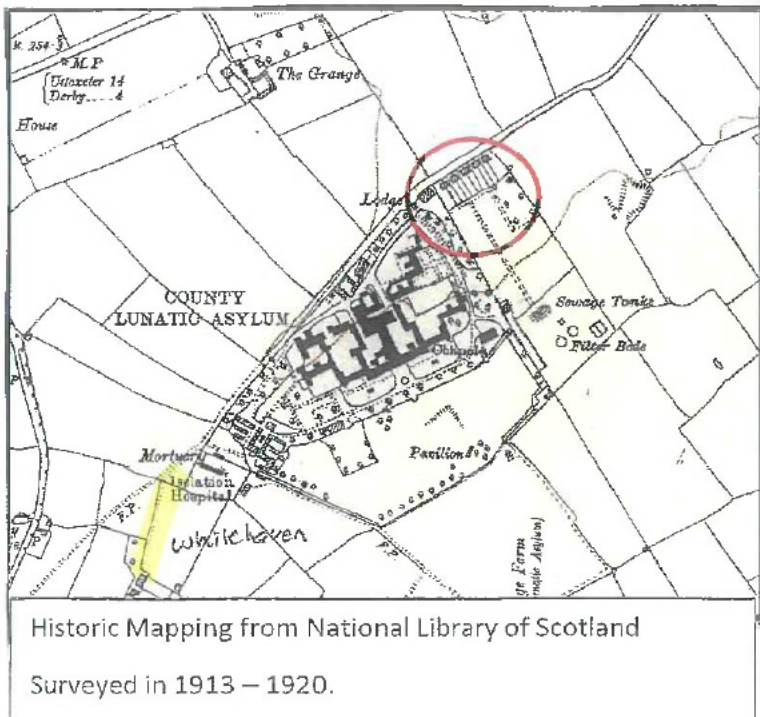 M.P
Uttoxeter 14
Derby 4
The Grange
House
Lodge
COUNTY
LUNATIC ASYLUM
Sewage Tanks
Filter Beds
Pavilion
Mortuary
Isolation
Hospital
F.P.
Whitehaven
F.P.
Historic Mapping from National Library of Scotland
Surveyed in 1913 – 1920.